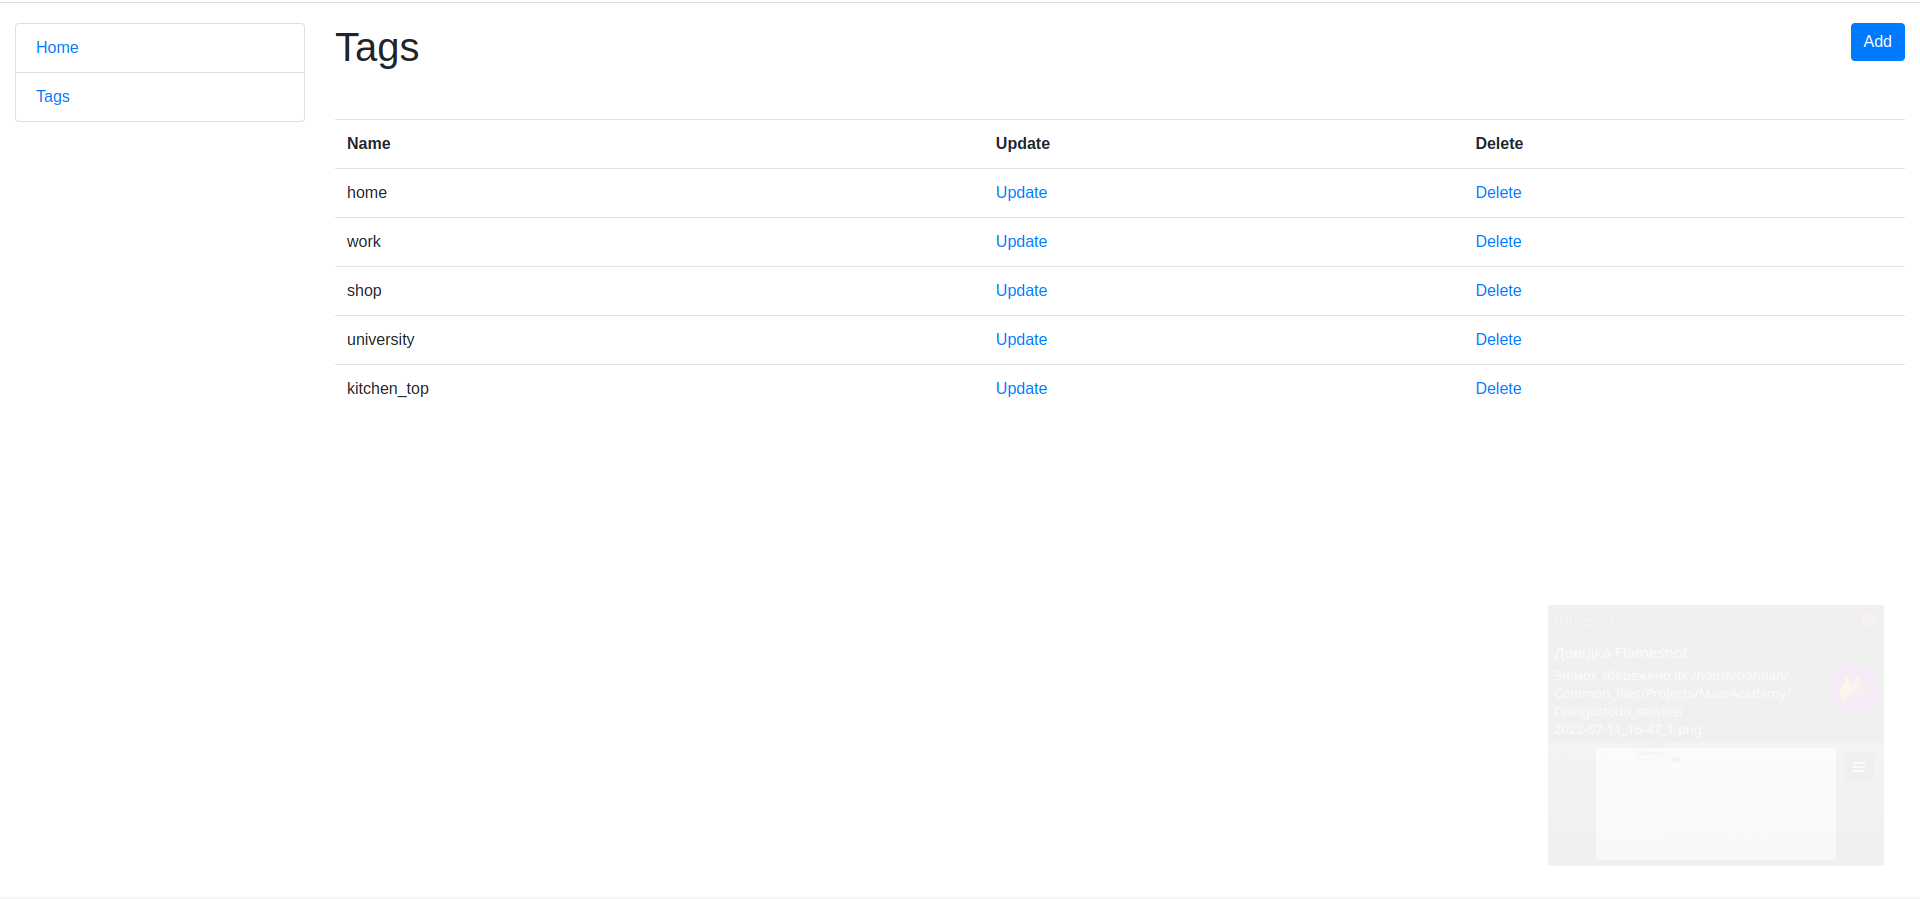 Home
Tags
Tags
Add
Name Update Delete
home Update Delete
work Update Delete
shop Update Delete
university Update Delete
kitchen_top Update Delete
flameshot
Довідка Flameshot
Знімок збережено як /home/bohdan/
Common_files/Projects/MateAcademy/
Django/todo_service/
2022-07-11_16-47_1.png